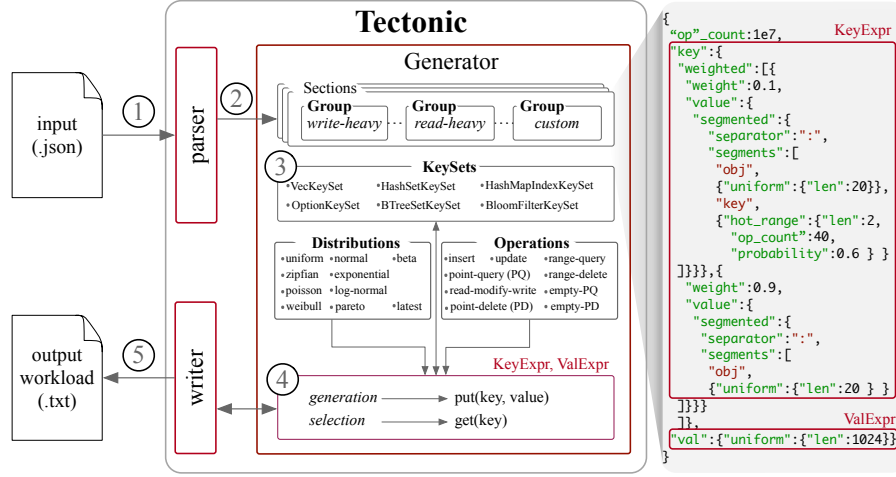 Tectonic
input
(.json)
1
parser
2
Generator
Sections
Group Group Group
write-heavy ··· read-heavy ··· custom
3
KeySets
•VecKeySet •HashSetKeySet •HashMapIndexKeySet
•OptionKeySet •BTreeSetKeySet •BloomFilterKeySet
Distributions
•uniform •normal •beta
•zipfian •exponential
•poisson •log-normal
•weibull •pareto •latest
Operations
•insert •update •range-query
•point-query (PQ) •range-delete
•read-modify-write •empty-PQ
•point-delete (PD) •empty-PD
KeyExpr, ValExpr
4
generation put(key, value)
selection get(key)
writer
5
output
workload
(.txt)
{
“op”_count:1e7,
KeyExpr
"key":{
"weighted":[{
"weight":0.1,
"value":{
"segmented":{
"separator":":",
"segments":[
"obj",
{"uniform":{"len":20}},
"key",
{"hot_range":{"len":2,
"op_count”:40,
"probability":0.6 } }
]}}},{
"weight":0.9,
"value":{
"segmented":{
"separator":":",
"segments":[
"obj",
{"uniform":{"len":20 } }
]}}}
]},
ValExpr
"val":{"uniform":{"len":1024}}
}